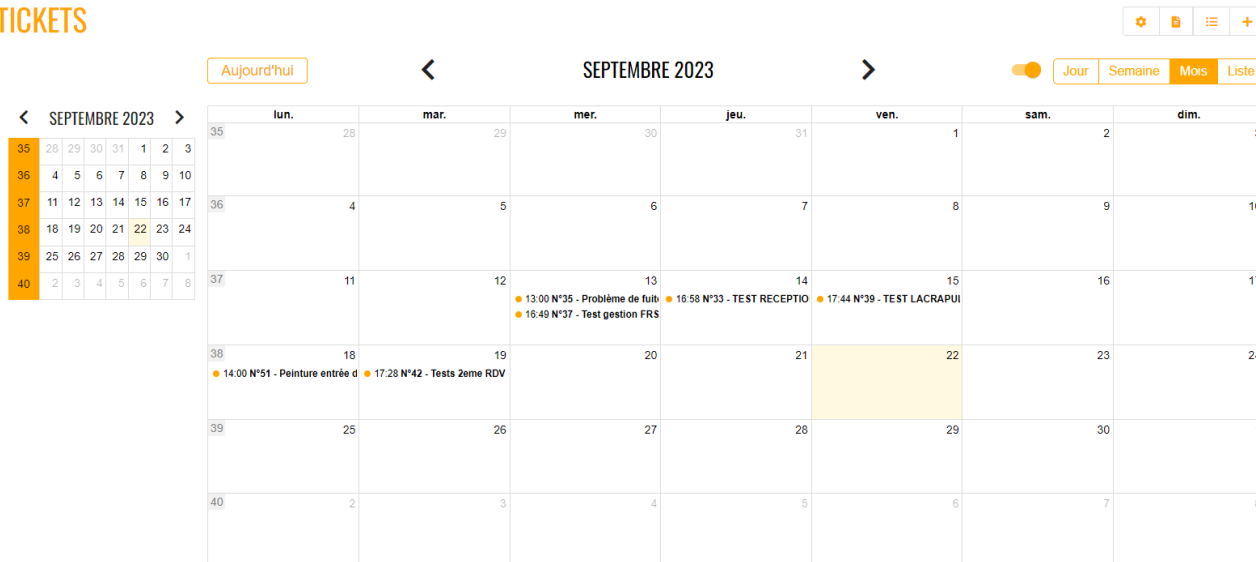 TICKETS
Aujourd'hui SEPTEMBRE 2023 Jour Semaine Mois Liste
SEPTEMBRE 2023
35 28 29 30 31 1 2 3
36 4 5 6 7 8 9 10
37 11 12 13 14 15 16 17
38 18 19 20 21 22 23 24
39 25 26 27 28 29 30 1
40 2 3 4 5 6 7 8
lun. mar. mer. jeu. ven. sam. dim.
35 28 29 30 31 1 2
36 4 5 6 7 8 9
37 11 12 13 14 15 16
13:00 N°35 - Problème de fuite 16:58 N°33 - TEST RECEPTIO 17:44 N°39 - TEST LACRAPUL
16:49 N°37 - Test gestion FRS
38 18 19 20 21 22 23
14:00 N°51 - Peinture entrée d 17:28 N°42 - Tests 2eme RDV
39 25 26 27 28 29 30
40 2 3 4 5 6 7